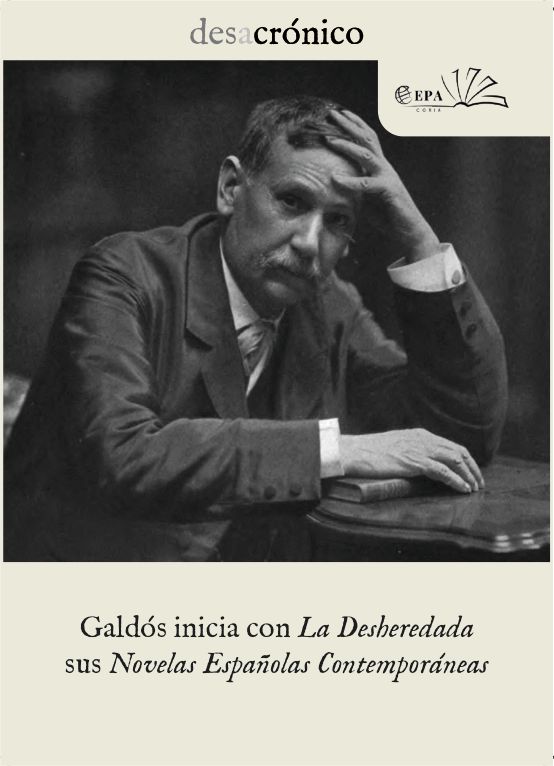 desacrónico
EPA
CORIA
Galdós inicia con La Desheredada
sus Novelas Españolas Contemporáneas